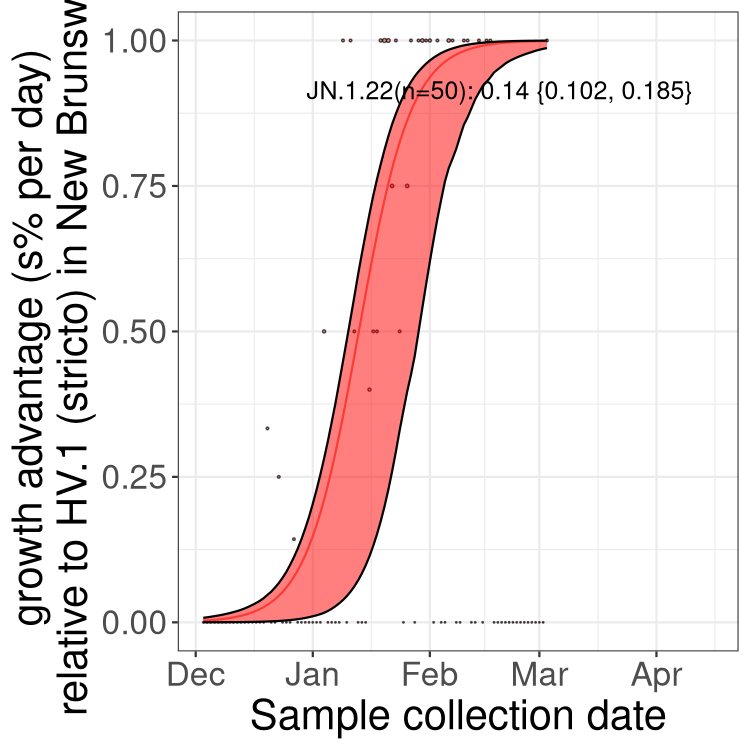 growth advantage (s% per day)
relative to HV.1 (stricto) in New Brunsw
1.00
0.75
0.50
0.25
0.00
JN.1.22(n=50): 0.14 {0.102, 0.185}
Dec Jan Feb Mar Apr
Sample collection date